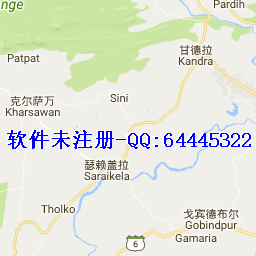 Pardih
nge
甘德拉
Kandra
Patpat
克尔萨万
Kharsawan
Sini
软件未注册-QQ:64445322
瑟赖盖拉
Saraikela
Tholko
戈宾德布尔
Gobindpur
Gamaria
6